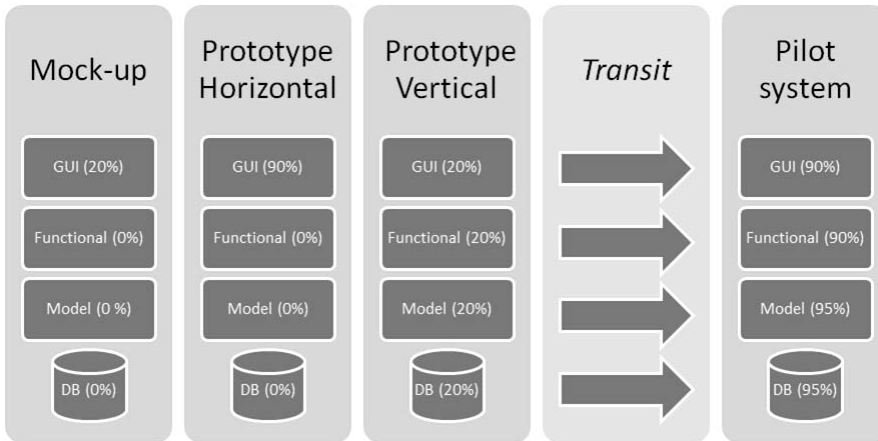 Mock-up
GUI (20%)
Functional (0%)
Model (0 %)
DB (0%)
Prototype
Horizontal
GUI (90%)
Functional (0%)
Model (0%)
DB (0%)
Prototype
Vertical
GUI (20%)
Functional (20%)
Model (20%)
DB (20%)
Transit
Pilot
system
GUI (90%)
Functional (90%)
Model (95%)
DB (95%)